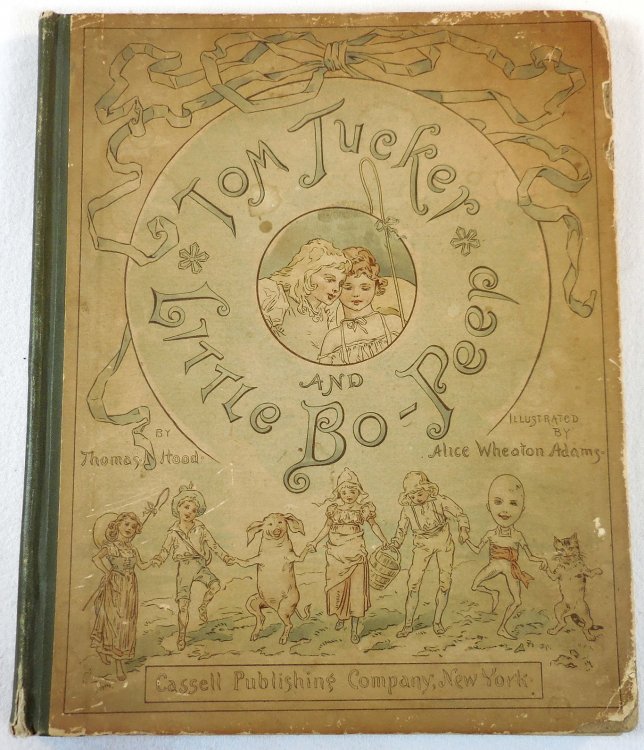 Tom Tucker
and
Little Bo-Peep
by
Thomas Hood
Illustrated
by
Alice Wheaton Adams
Cassell Publishing Company, New York.